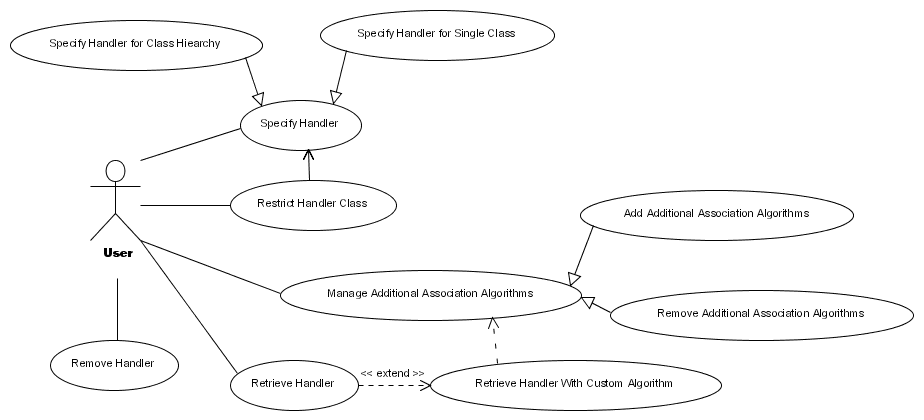 Specify Handler for Class Hiearchy
Specify Handler for Single Class
Specify Handler
Restrict Handler Class
Add Additional Association Algorithms
User
Manage Additional Association Algorithms
Remove Additional Association Algorithms
Remove Handler
Retrieve Handler
<< extend >>
Retrieve Handler With Custom Algorithm